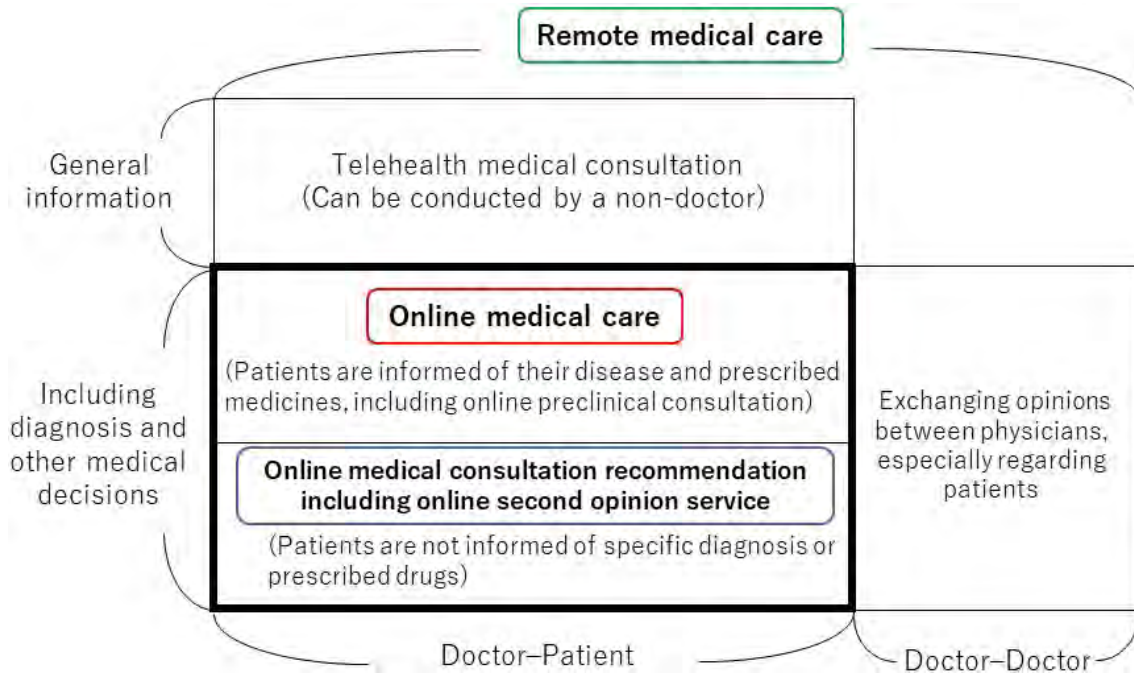 Remote medical care
General
information
Telehealth medical consultation
(Can be conducted by a non-doctor)
Including
diagnosis and
other medical
decisions
Online medical care
(Patients are informed of their disease and prescribed
medicines, including online preclinical consultation)
Online medical consultation recommendation
including online second opinion service
(Patients are not informed of specific diagnosis or
prescribed drugs)
Exchanging opinions
between physicians,
especially regarding
patients
Doctor–Patient
Doctor–Doctor